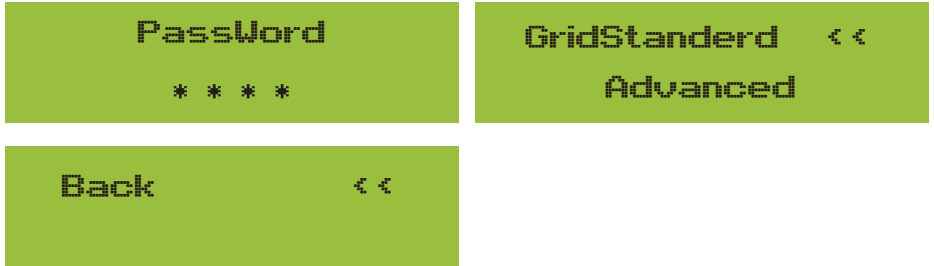 PassWord
* * * *
GridStanderd <<
Advanced
Back <<